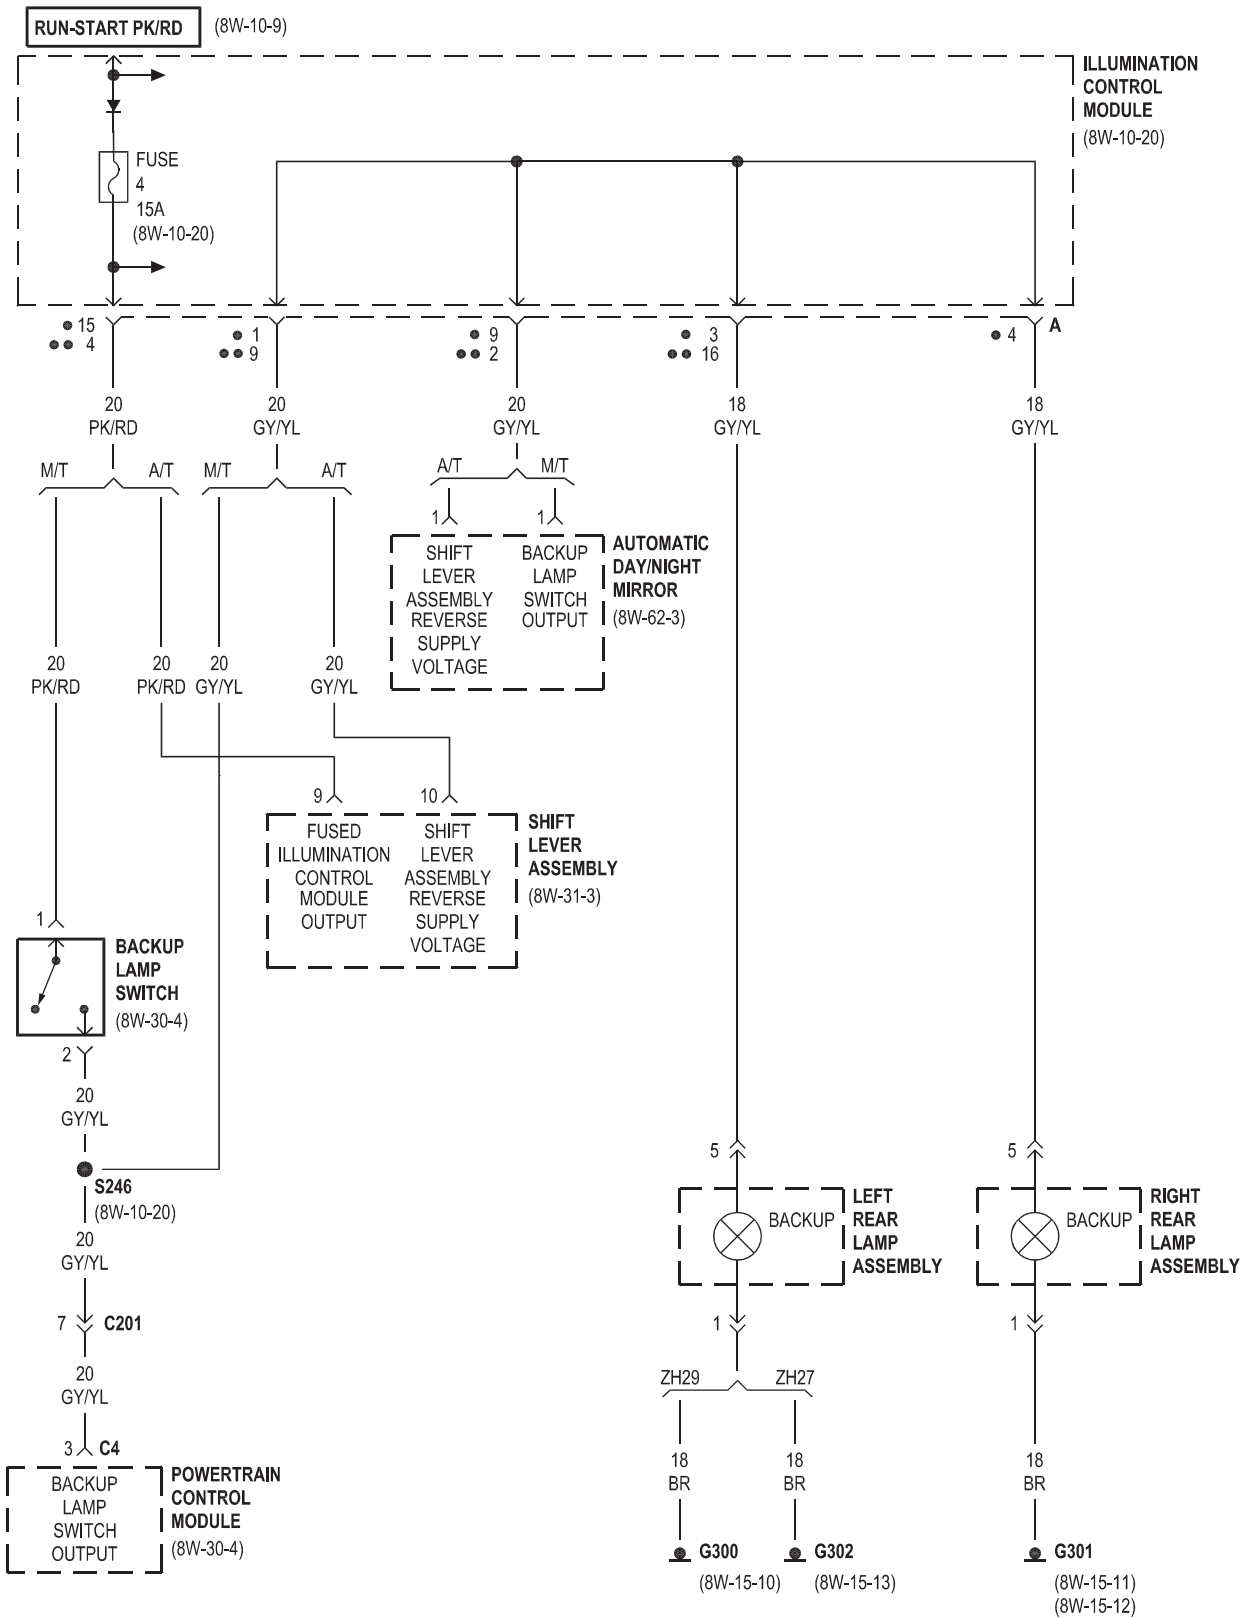 RUN-START PK/RD (8W-10-9)
ILLUMINATION
CONTROL
MODULE
(8W-10-20)
FUSE
4
15A
(8W-10-20)
15
4
1
9
9
2
3
16
4
A
20
PK/RD
20
GY/YL
20
GY/YL
18
GY/YL
18
GY/YL
M/T
A/T
M/T
A/T
A/T
M/T
1
1
SHIFT
LEVER
ASSEMBLY
REVERSE
SUPPLY
VOLTAGE
BACKUP
LAMP
SWITCH
OUTPUT
AUTOMATIC
DAY/NIGHT
MIRROR
(8W-62-3)
20
PK/RD
20
PK/RD
20
GY/YL
20
GY/YL
9
10
FUSED
ILLUMINATION
CONTROL
MODULE
OUTPUT
SHIFT
LEVER
ASSEMBLY
REVERSE
SUPPLY
VOLTAGE
SHIFT
LEVER
ASSEMBLY
(8W-31-3)
1
BACKUP
LAMP
SWITCH
(8W-30-4)
2
20
GY/YL
S246
(8W-10-20)
20
GY/YL
7
C201
20
GY/YL
3
C4
BACKUP
LAMP
SWITCH
OUTPUT
POWERTRAIN
CONTROL
MODULE
(8W-30-4)
5
BACKUP
LEFT
REAR
LAMP
ASSEMBLY
1
ZH29
ZH27
18
BR
18
BR
G300
(8W-15-10)
G302
(8W-15-13)
5
BACKUP
RIGHT
REAR
LAMP
ASSEMBLY
1
18
BR
G301
(8W-15-11)
(8W-15-12)